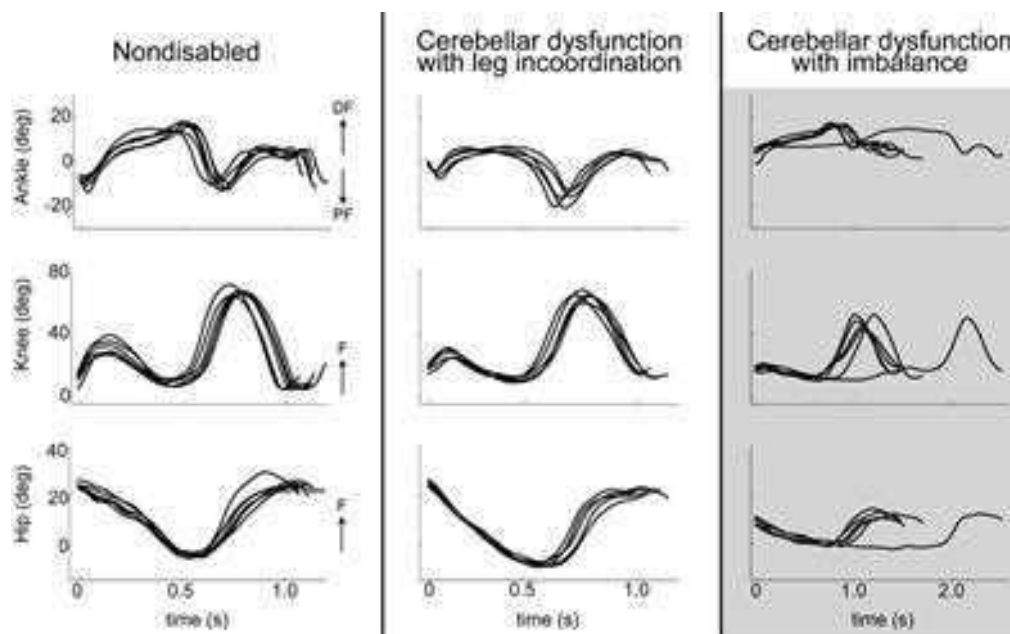 Nondisabled
Cerebellar dysfunction
with leg incoordination
Cerebellar dysfunction
with imbalance
Ankle (deg)
20
0
-20
DF
PF
Knee (deg)
80
40
0
F
Hip (deg)
40
20
0
F
0
0.5
1.0
time (s)
0
0.5
1.0
time (s)
0
1.0
2.0
time (s)